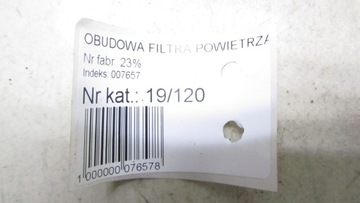 OBUDOWA FILTRA POWIETRZA
Nr fabr. 23%
Indeks: 007657
Nr kat.: 19/120
1 000000 076578